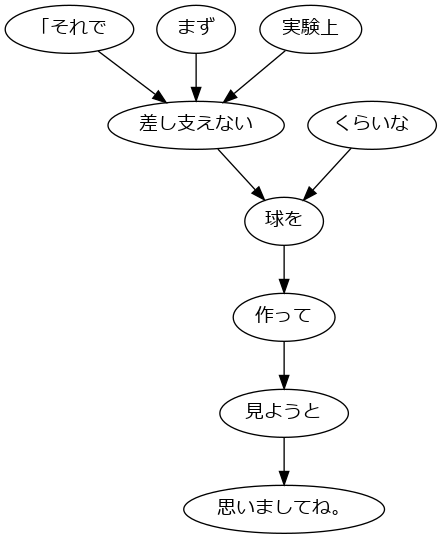 「それで
まず
実験上
差し支えない
くらいな
球を
作って
見ようと
思いましてね。